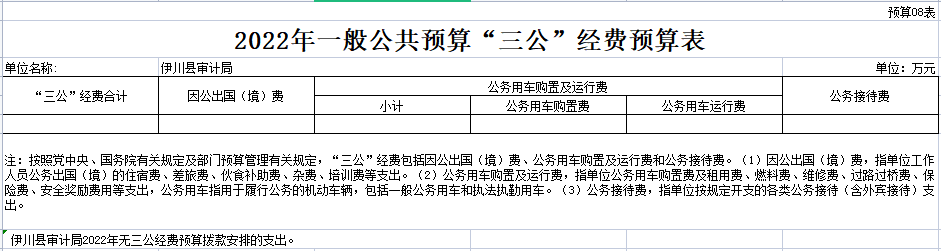 预算08表
2022年一般公共预算“三公”经费预算表
单位名称: 伊川县审计局 单位：万元
“三公”经费合计 因公出国（境）费 公务用车购置及运行费 公务接待费
小计 公务用车购置费 公务用车运行费
注：按照党中央、国务院有关规定及部门预算管理有关规定，“三公”经费包括因公出国（境）费、公务用车购置及运行费和公务接待费。（1）因公出国（境）费，指单位工作
人员公务出国（境）的住宿费、差旅费、伙食补助费、杂费、培训费等支出。（2）公务用车购置及运行费，指单位公务用车购置费及租用费、燃料费、维修费、过路过桥费、保
险费、安全奖励费用等支出，公务用车指用于履行公务的机动车辆，包括一般公务用车和执法执勤用车。（3）公务接待费，指单位按规定开支的各类公务接待（含外宾接待）支
出。
伊川县审计局2022年无三公经费预算拨款安排的支出。